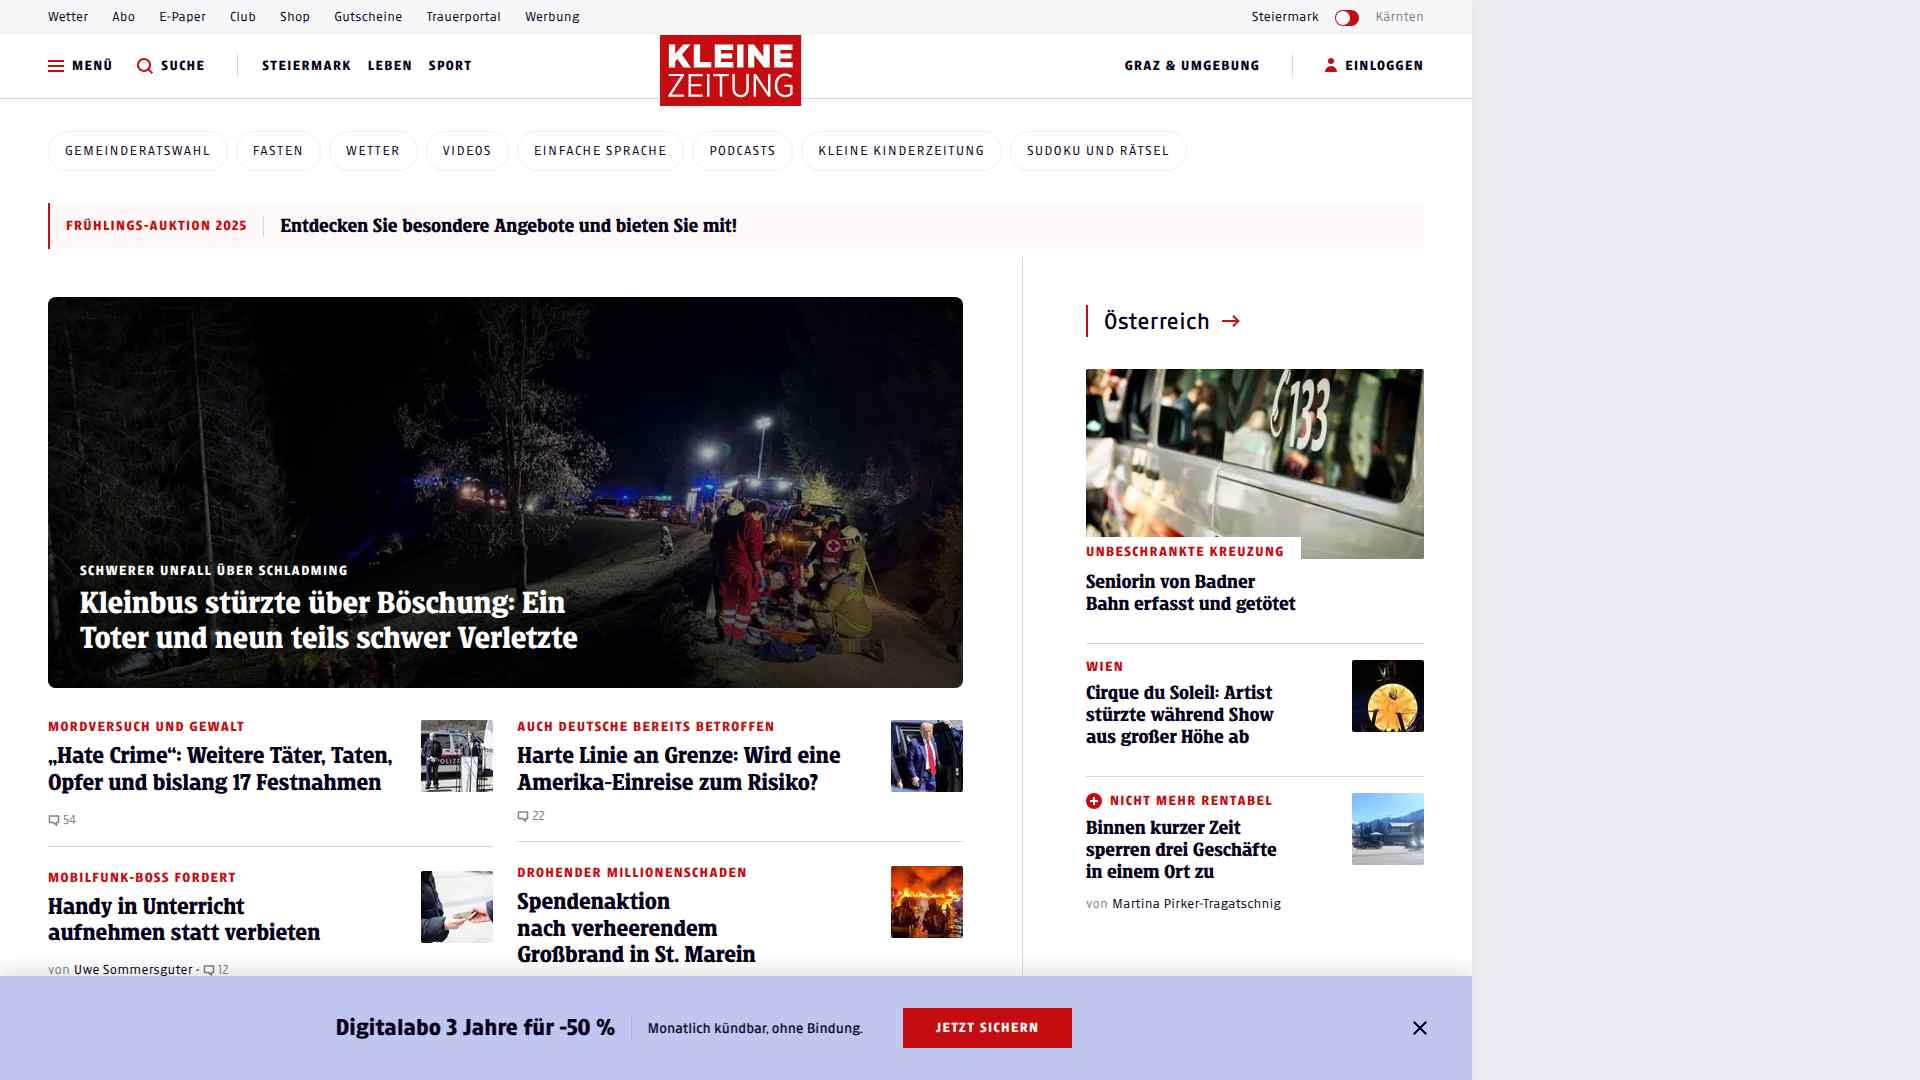 Wetter Abo E-Paper Club Shop Gutscheine Trauerportal Werbung Steiermark Kärnten
MENÜ SUCHE STEIERMARK LEBEN SPORT KLEINE ZEITUNG GRAZ & UMGEBUNG EINLOGGEN
GEMEINDERATSWAHL FASTEN WETTER VIDEOS EINFACHE SPRACHE PODCASTS KLEINE KINDERZEITUNG SUDOKU UND RÄTSEL
FRÜHLINGS-AUKTION 2025 Entdecken Sie besondere Angebote und bieten Sie mit!
SCHWERER UNFALL ÜBER SCHLADMING
Kleinbus stürzte über Böschung: Ein
Toter und neun teils schwer Verletzte
MORDVERSUCH UND GEWALT
„Hate Crime“: Weitere Täter, Taten,
Opfer und bislang 17 Festnahmen
54
POLIZEI
AUCH DEUTSCHE BEREITS BETROFFEN
Harte Linie an Grenze: Wird eine
Amerika-Einreise zum Risiko?
22
MOBILFUNK-BOSS FORDERT
Handy in Unterricht
aufnehmen statt verbieten
von Uwe Sommersguter · 12
DROHENDER MILLIONENSCHADEN
Spendenaktion
nach verheerendem
Großbrand in St. Marein
Österreich
133
UNBESCHRANKTE KREUZUNG
Seniorin von Badner
Bahn erfasst und getötet
WIEN
Cirque du Soleil: Artist
stürzte während Show
aus großer Höhe ab
NICHT MEHR RENTABEL
Binnen kurzer Zeit
sperren drei Geschäfte
in einem Ort zu
von Martina Pirker-Tragatschnig
Digitalabo 3 Jahre für -50 % Monatlich kündbar, ohne Bindung. JETZT SICHERN